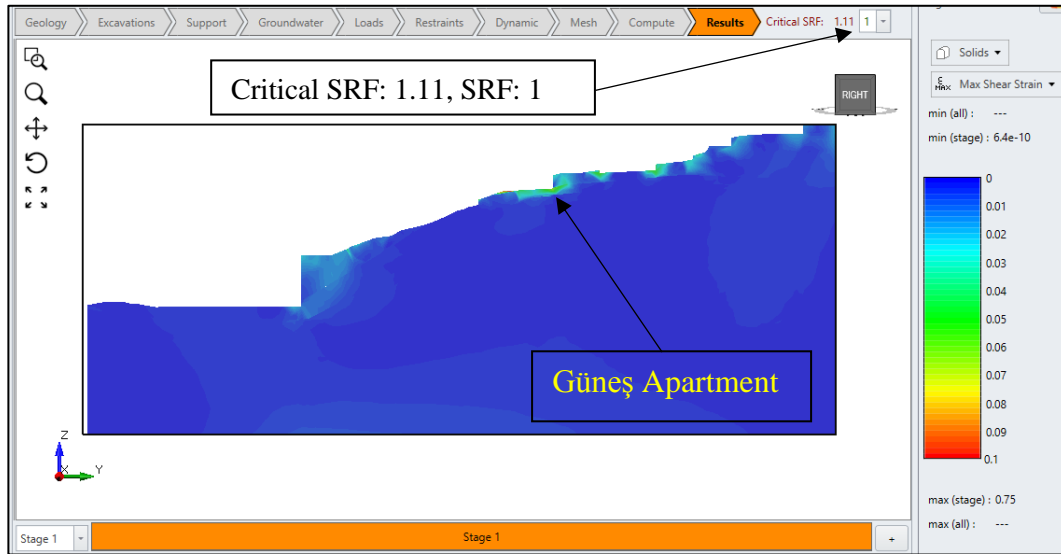 Geology
Excavations
Support
Groundwater
Loads
Restraints
Dynamic
Mesh
Compute
Results
Critical SRF: 1.11
1
Critical SRF: 1.11, SRF: 1
RIGHT
Solids
Max Shear Strain
min (all) : ---
min (stage) : 6.4e-10
0
0.01
0.02
0.03
0.04
0.05
0.06
0.07
0.08
0.09
0.1
max (stage) : 0.75
max (all) : ---
Güneş Apartment
Z
X
Y
Stage 1
Stage 1
+